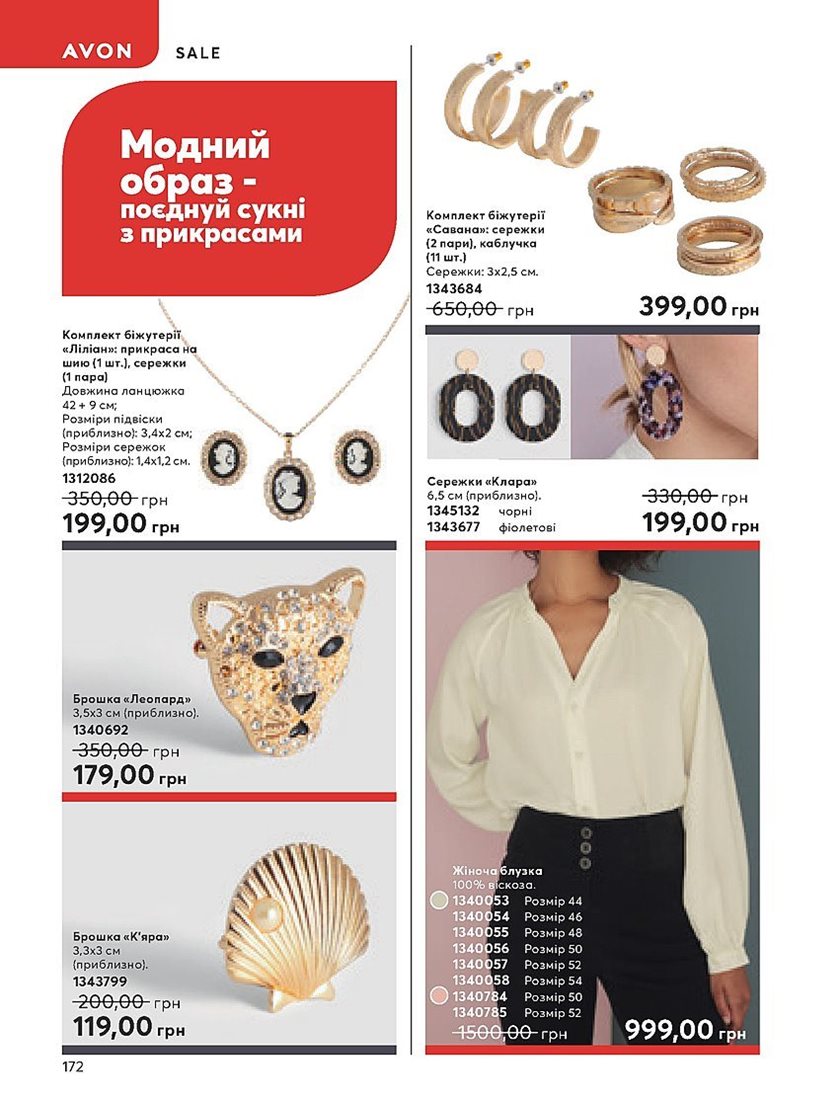 AVON SALE
Модний
образ -
поєднуй сукні
з прикрасами
Комплект біжутерії
«Ліліан»: прикраса на
шию (1 шт.), сережки
(1 пара)
Довжина ланцюжка
42 + 9 см;
Розміри підвіски
(приблизно): 3,4х2 см;
Розміри сережок
(приблизно): 1,4х1,2 см.
1312086
350,00 грн
199,00 грн
Брошка «Леопард»
3,5х3 см (приблизно).
1340692
350,00 грн
179,00 грн
Брошка «К'яра»
3,3х3 см
(приблизно).
1343799
200,00 грн
119,00 грн
Комплект біжутерії
«Савана»: сережки
(2 пари), каблучка
(11 шт.)
Сережки: 3х2,5 см.
1343684
650,00 грн
399,00 грн
Сережки «Клара»
6,5 см (приблизно).
1345132 чорні
1343677 фіолетові
330,00 грн
199,00 грн
Жіноча блузка
100% віскоза.
1340053 Розмір 44
1340054 Розмір 46
1340055 Розмір 48
1340056 Розмір 50
1340057 Розмір 52
1340058 Розмір 54
1340784 Розмір 50
1340785 Розмір 52
1500,00 грн
999,00 грн
172